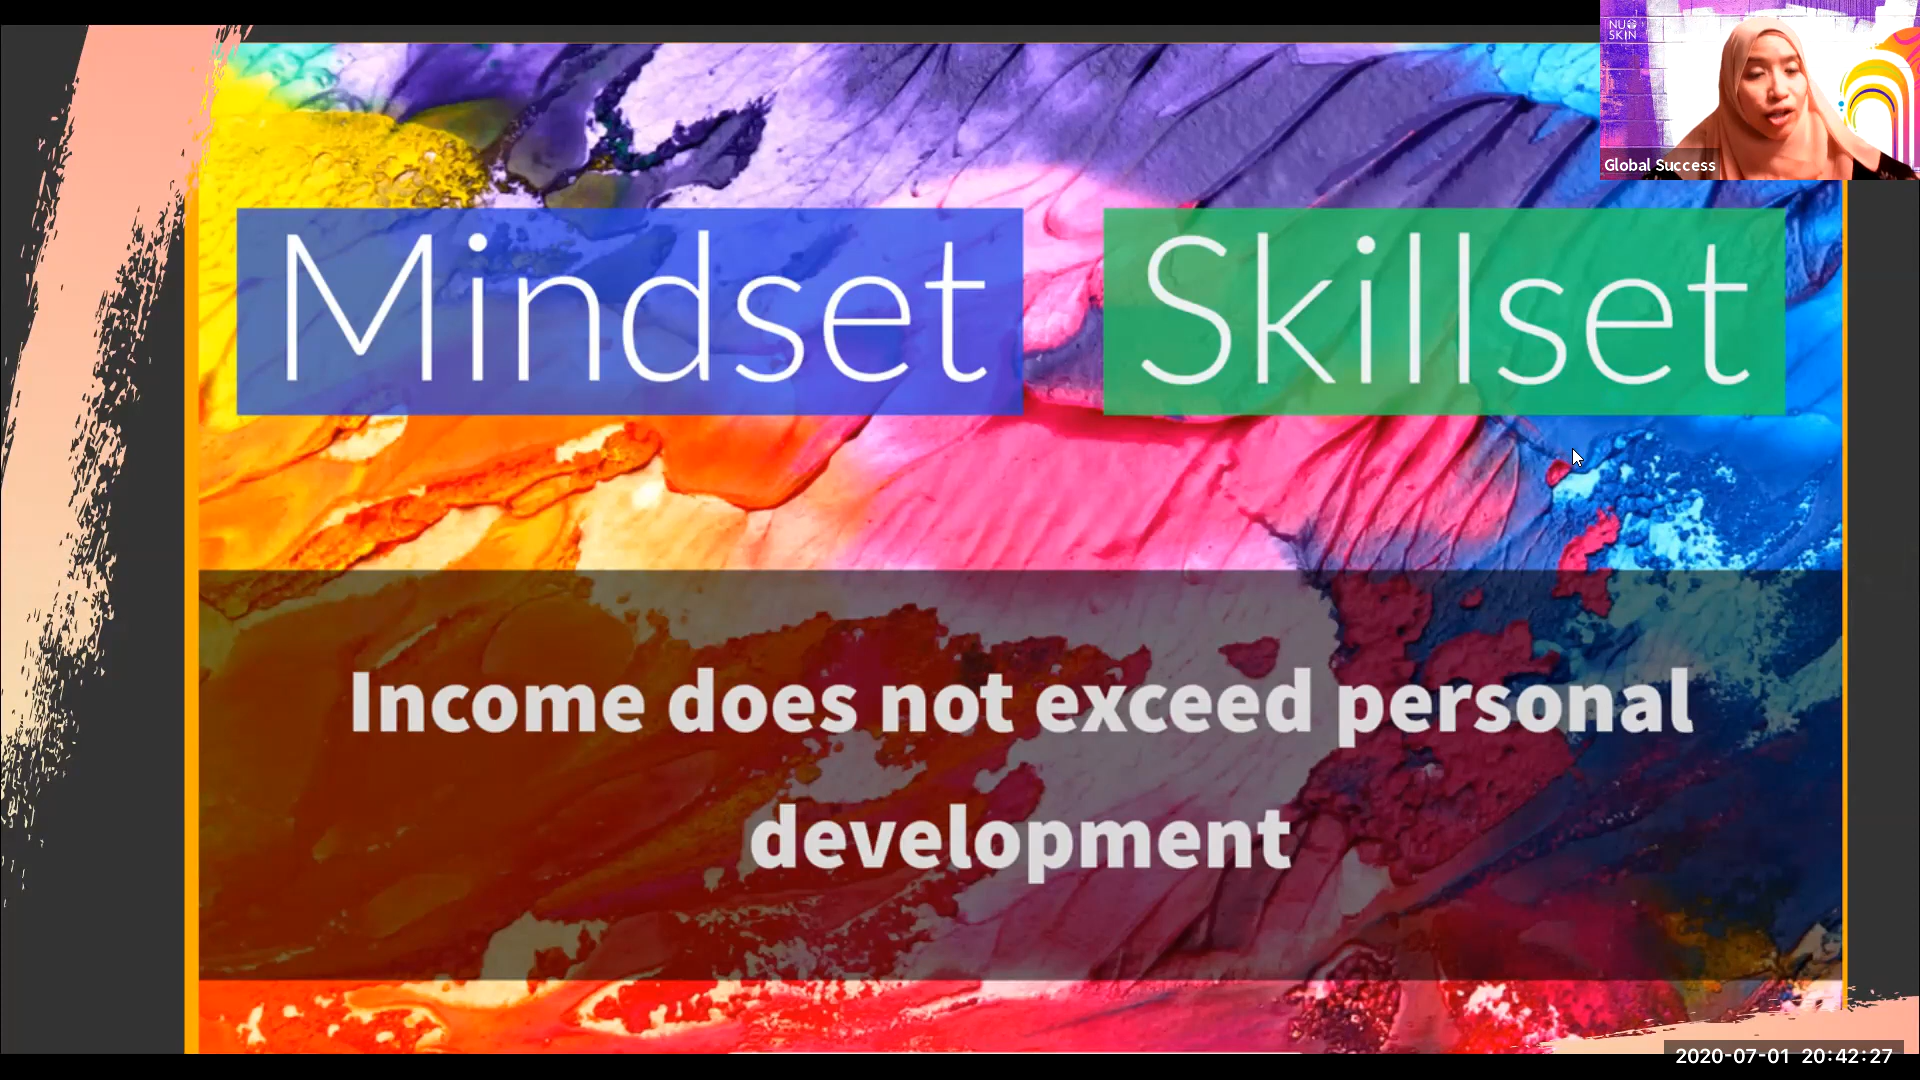 NU SKIN
Global Success
Mindset Skillset
Income does not exceed personal
development
2020-07-01 20:42:27